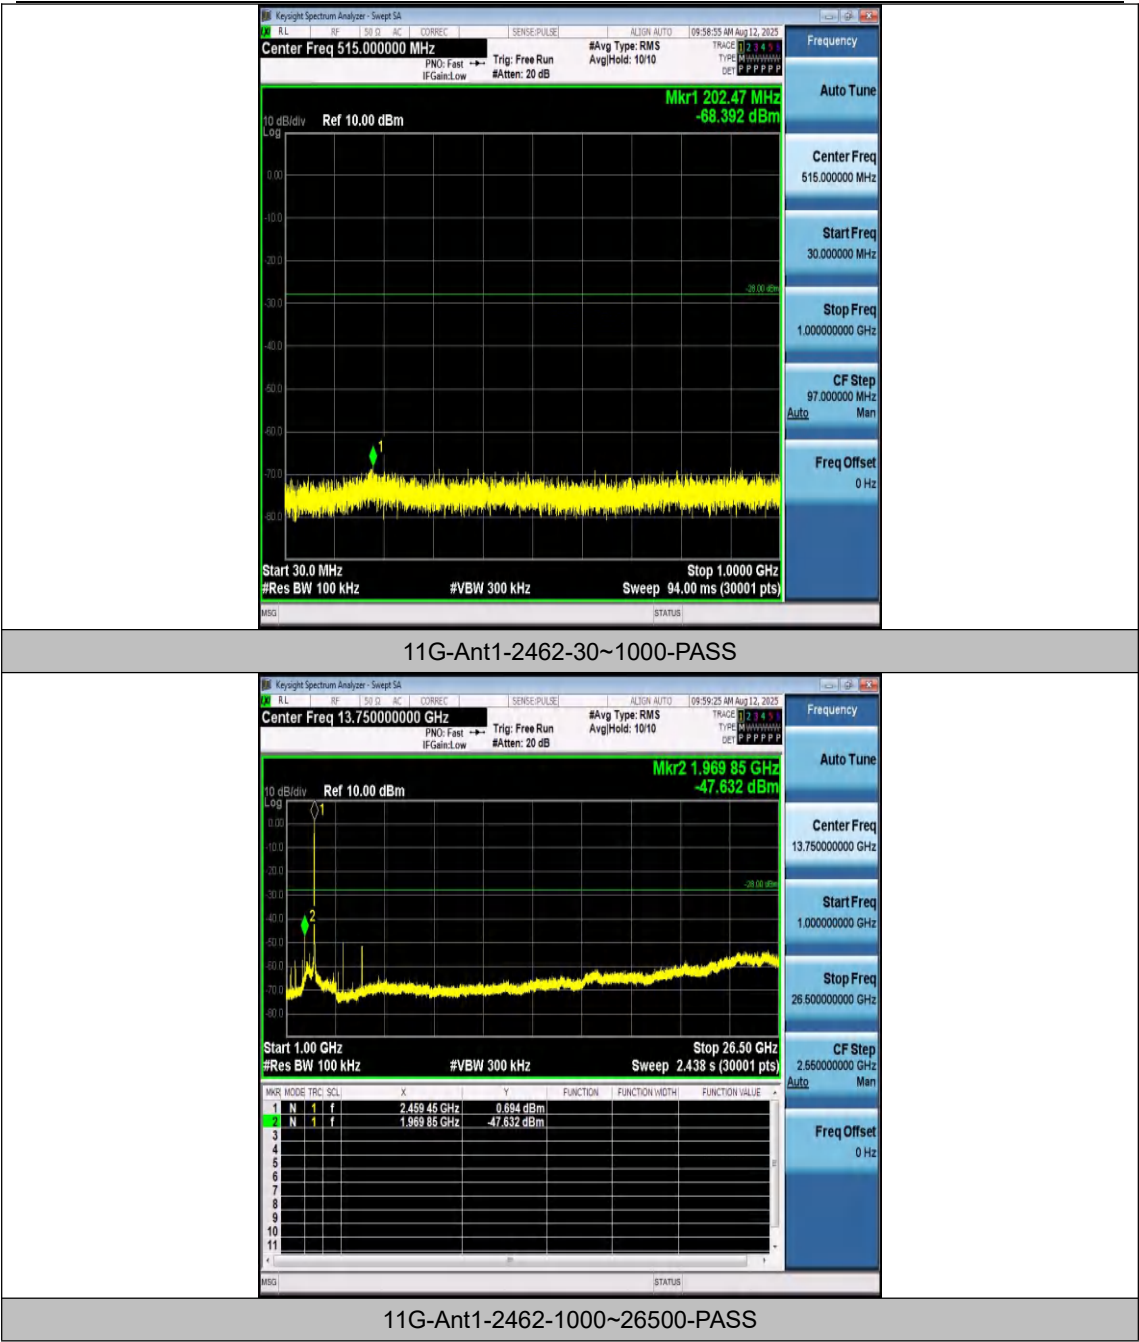 Keysight Spectrum Analyzer - Swept SA
RL RF 50 Ω AC CORREC SENSE:PULSE ALIGN AUTO 09:58:55 AM Aug 12, 2025
Center Freq 515.000000 MHz #Avg Type: RMS TRACE 1 2 3 4 5 6
PNO: Fast Trig: Free Run Avg|Hold: 10/10 TYPE M
IFGain:Low #Atten: 20 dB DET P P P P P P
Mkr1 202.47 MHz
-68.392 dBm
10 dB/div Ref 10.00 dBm
Log
0.00
-10.0
-20.0
-28.00 dBm
-30.0
-40.0
-50.0
-60.0
1
-70.0
-80.0
Start 30.0 MHz Stop 1.0000 GHz
#Res BW 100 kHz #VBW 300 kHz Sweep 94.00 ms (30001 pts)
MSG STATUS
Frequency
Auto Tune
Center Freq
515.000000 MHz
Start Freq
30.000000 MHz
Stop Freq
1.000000000 GHz
CF Step
97.000000 MHz
Auto Man
Freq Offset
0 Hz
11G-Ant1-2462-30~1000-PASS
Keysight Spectrum Analyzer - Swept SA
RL RF 50 Ω AC CORREC SENSE:PULSE ALIGN AUTO 09:59:25 AM Aug 12, 2025
Center Freq 13.750000000 GHz #Avg Type: RMS TRACE 1 2 3 4 5 6
PNO: Fast Trig: Free Run Avg|Hold: 10/10 TYPE M
IFGain:Low #Atten: 20 dB DET P P P P P P
Mkr2 1.969 85 GHz
-47.632 dBm
10 dB/div Ref 10.00 dBm
Log
1
0.00
-10.0
-20.0
-28.00 dBm
-30.0
-40.0
2
-50.0
-60.0
-70.0
-80.0
Start 1.00 GHz Stop 26.50 GHz
#Res BW 100 kHz #VBW 300 kHz Sweep 2.438 s (30001 pts)
MKR MODE TRC SCL X Y FUNCTION FUNCTION WIDTH FUNCTION VALUE
1 N 1 f 2.459 45 GHz 0.694 dBm
2 N 1 f 1.969 85 GHz -47.632 dBm
3
4
5
6
7
8
9
10
11
MSG STATUS
Frequency
Auto Tune
Center Freq
13.750000000 GHz
Start Freq
1.000000000 GHz
Stop Freq
26.500000000 GHz
CF Step
2.550000000 GHz
Auto Man
Freq Offset
0 Hz
11G-Ant1-2462-1000~26500-PASS